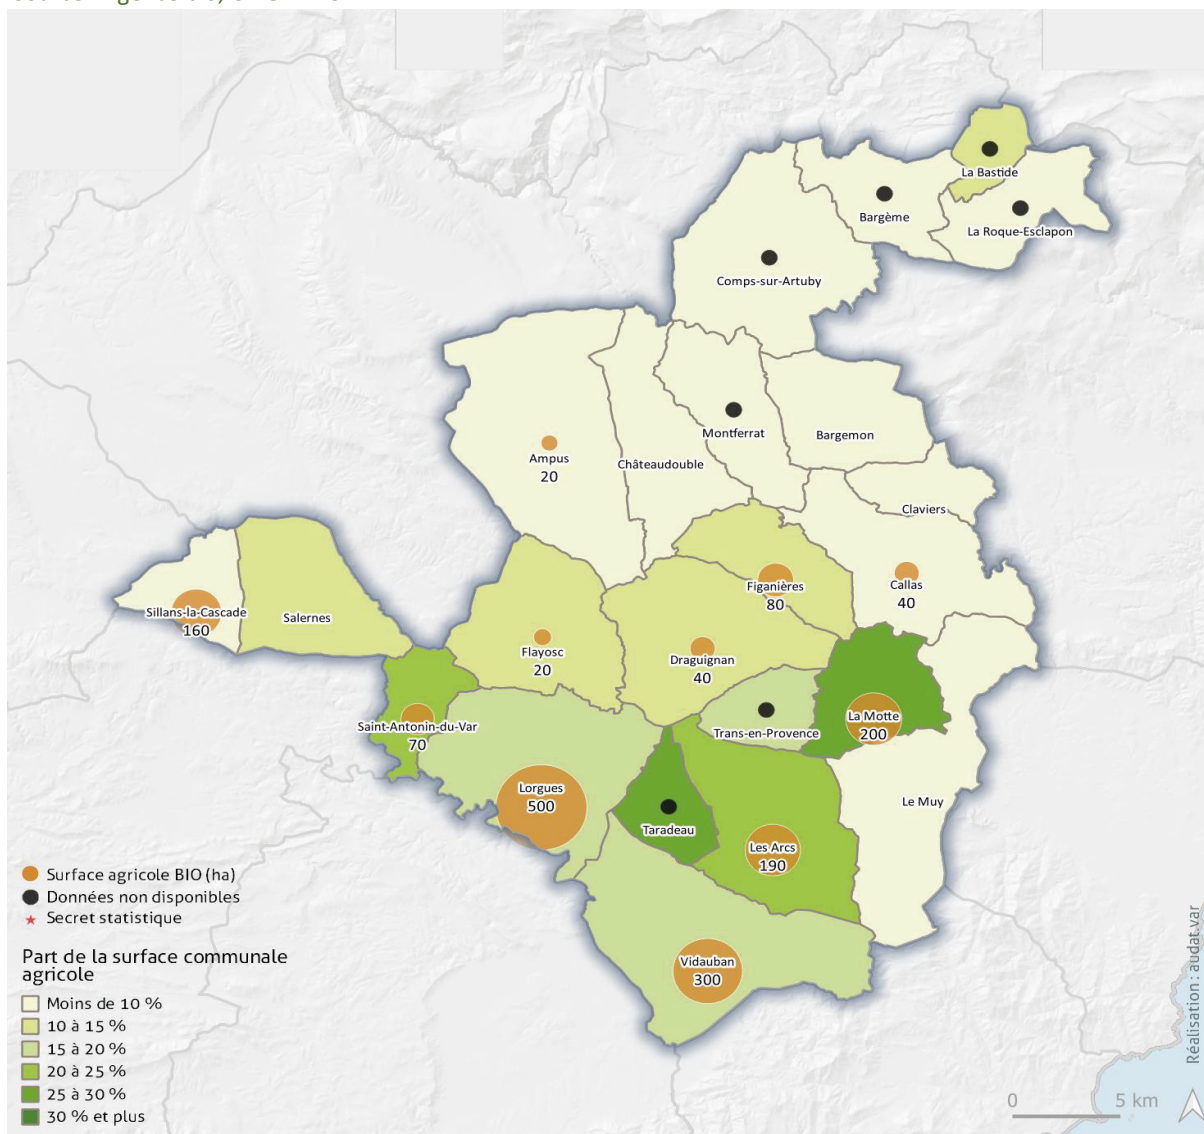 La Bastide
Bargème
La Roque-Esclapon
Comps-sur-Artuby
Montferrat
Bargemon
Ampus
20
Châteaudouble
Claviers
Figanières
80
Callas
40
Sillans-la-Cascade
160
Salernes
Flayosc
20
Draguignan
40
Saint-Antonin-du-Var
70
La Motte
200
Trans-en-Provence
Lorgues
500
Taradeau
Le Muy
Les Arcs
190
Vidauban
300
Surface agricole BIO (ha)
Données non disponibles
Secret statistique
Part de la surface communale
agricole
Moins de 10 %
10 à 15 %
15 à 20 %
20 à 25 %
25 à 30 %
30 % et plus
0 5 km
Réalisation : audat.var